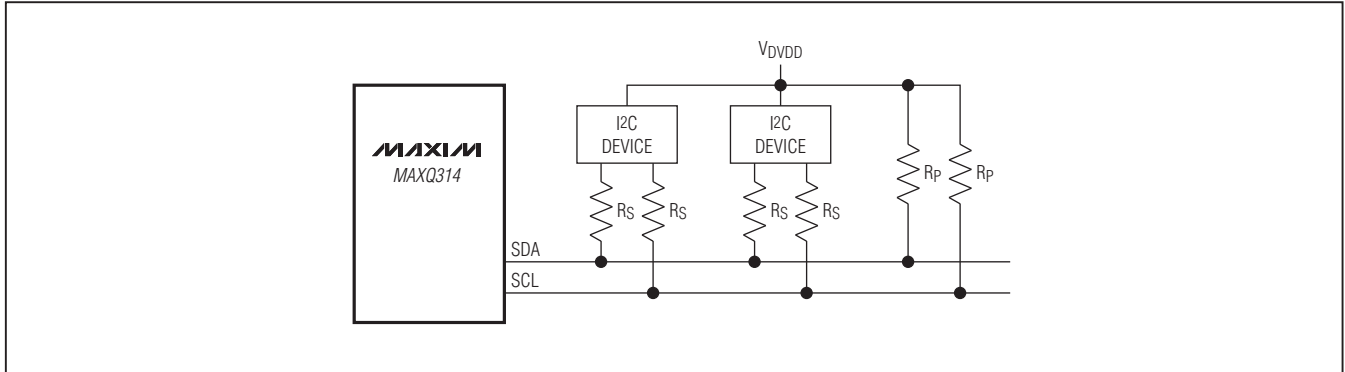 VDVDD
I2C
DEVICE
I2C
DEVICE
MAXIM
MAXQ314
RS
RS
RS
RS
RP
RP
SDA
SCL